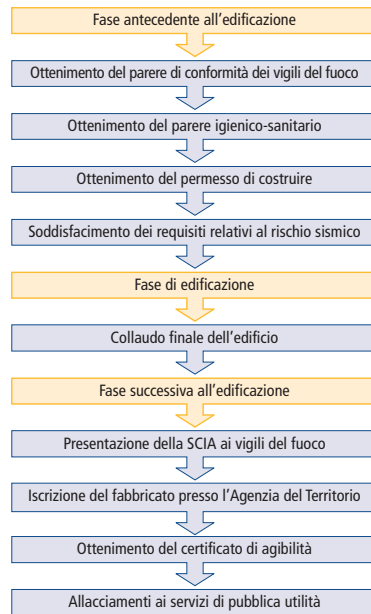 Fase antecedente all'edificazione
Ottenimento del parere di conformità dei vigili del fuoco
Ottenimento del parere igienico-sanitario
Ottenimento del permesso di costruire
Soddisfacimento dei requisiti relativi al rischio sismico
Fase di edificazione
Collaudo finale dell'edificio
Fase successiva all'edificazione
Presentazione della SCIA ai vigili del fuoco
Iscrizione del fabbricato presso l'Agenzia del Territorio
Ottenimento del certificato di agibilità
Allacciamenti ai servizi di pubblica utilità